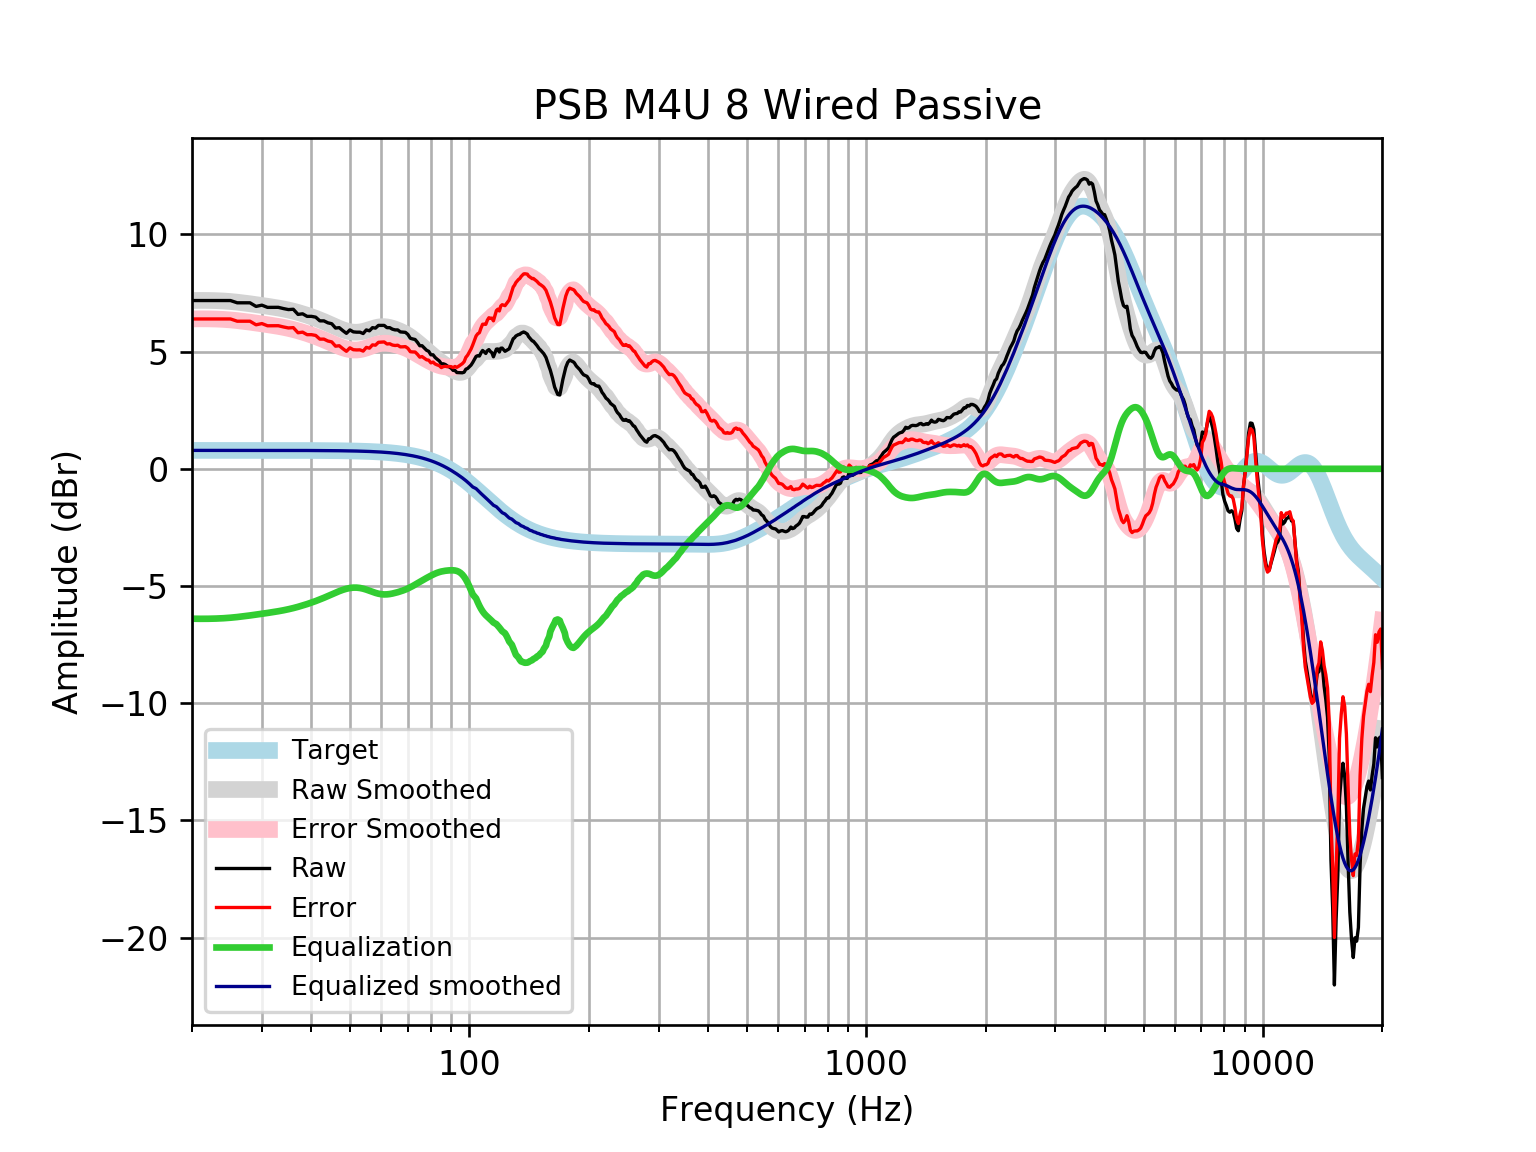 PSB M4U 8 Wired Passive
Amplitude (dBr)
10
5
0
−5
−10
−15
−20
Target
Raw Smoothed
Error Smoothed
Raw
Error
Equalization
Equalized smoothed
100
1000
10000
Frequency (Hz)